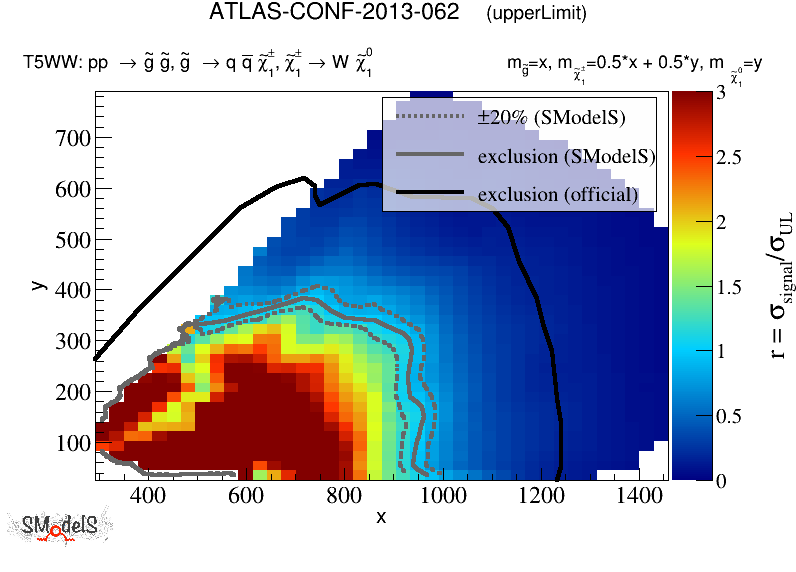 ATLAS-CONF-2013-062 (upperLimit)
T5WW: pp → g̃ g̃, g̃ → q q̅ χ̃₁±, χ̃₁± → W χ̃₁⁰
m_g̃=x, m_χ̃₁±=0.5*x + 0.5*y, m_χ̃₁⁰=y
±20% (SModelS)
exclusion (SModelS)
exclusion (official)
700
600
500
400
300
200
100
y
400 600 800 1000 1200 1400
x
3
2.5
2
1.5
1
0.5
0
r = σ_signal/σ_UL
SModelS